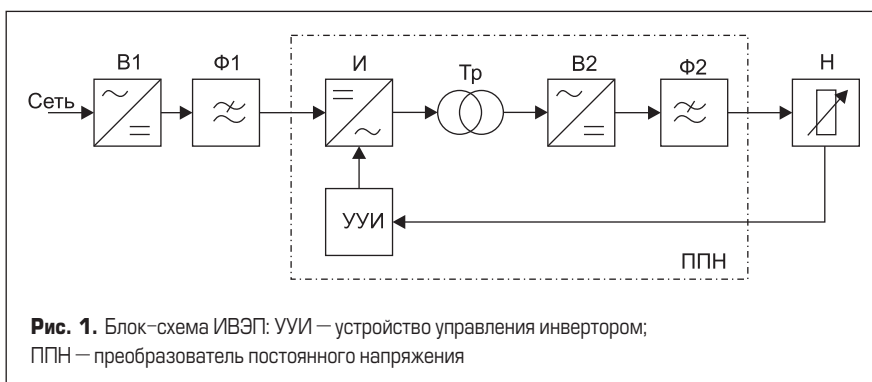 В1
Ф1
И
Тр
В2
Ф2
Н
Сеть
УУИ
ППН
Рис. 1. Блок-схема ИВЭП: УУИ — устройство управления инвертором;
ППН — преобразователь постоянного напряжения